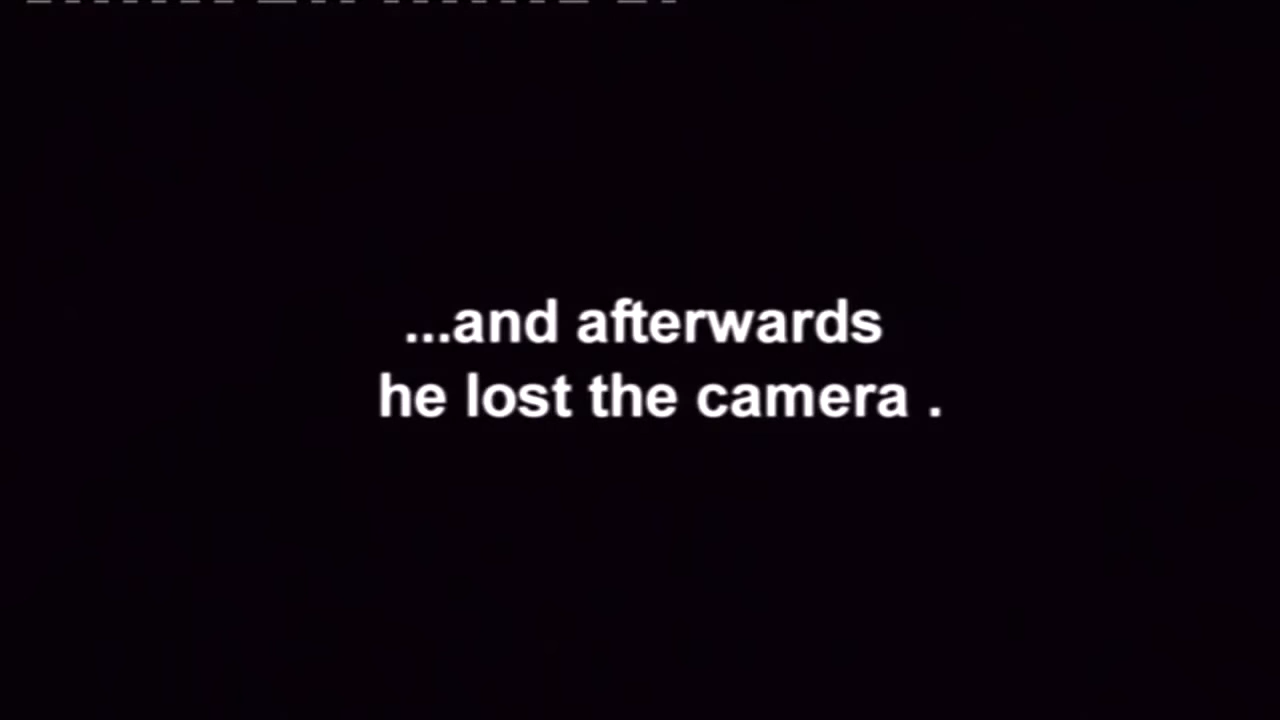 ...and afterwards
he lost the camera .